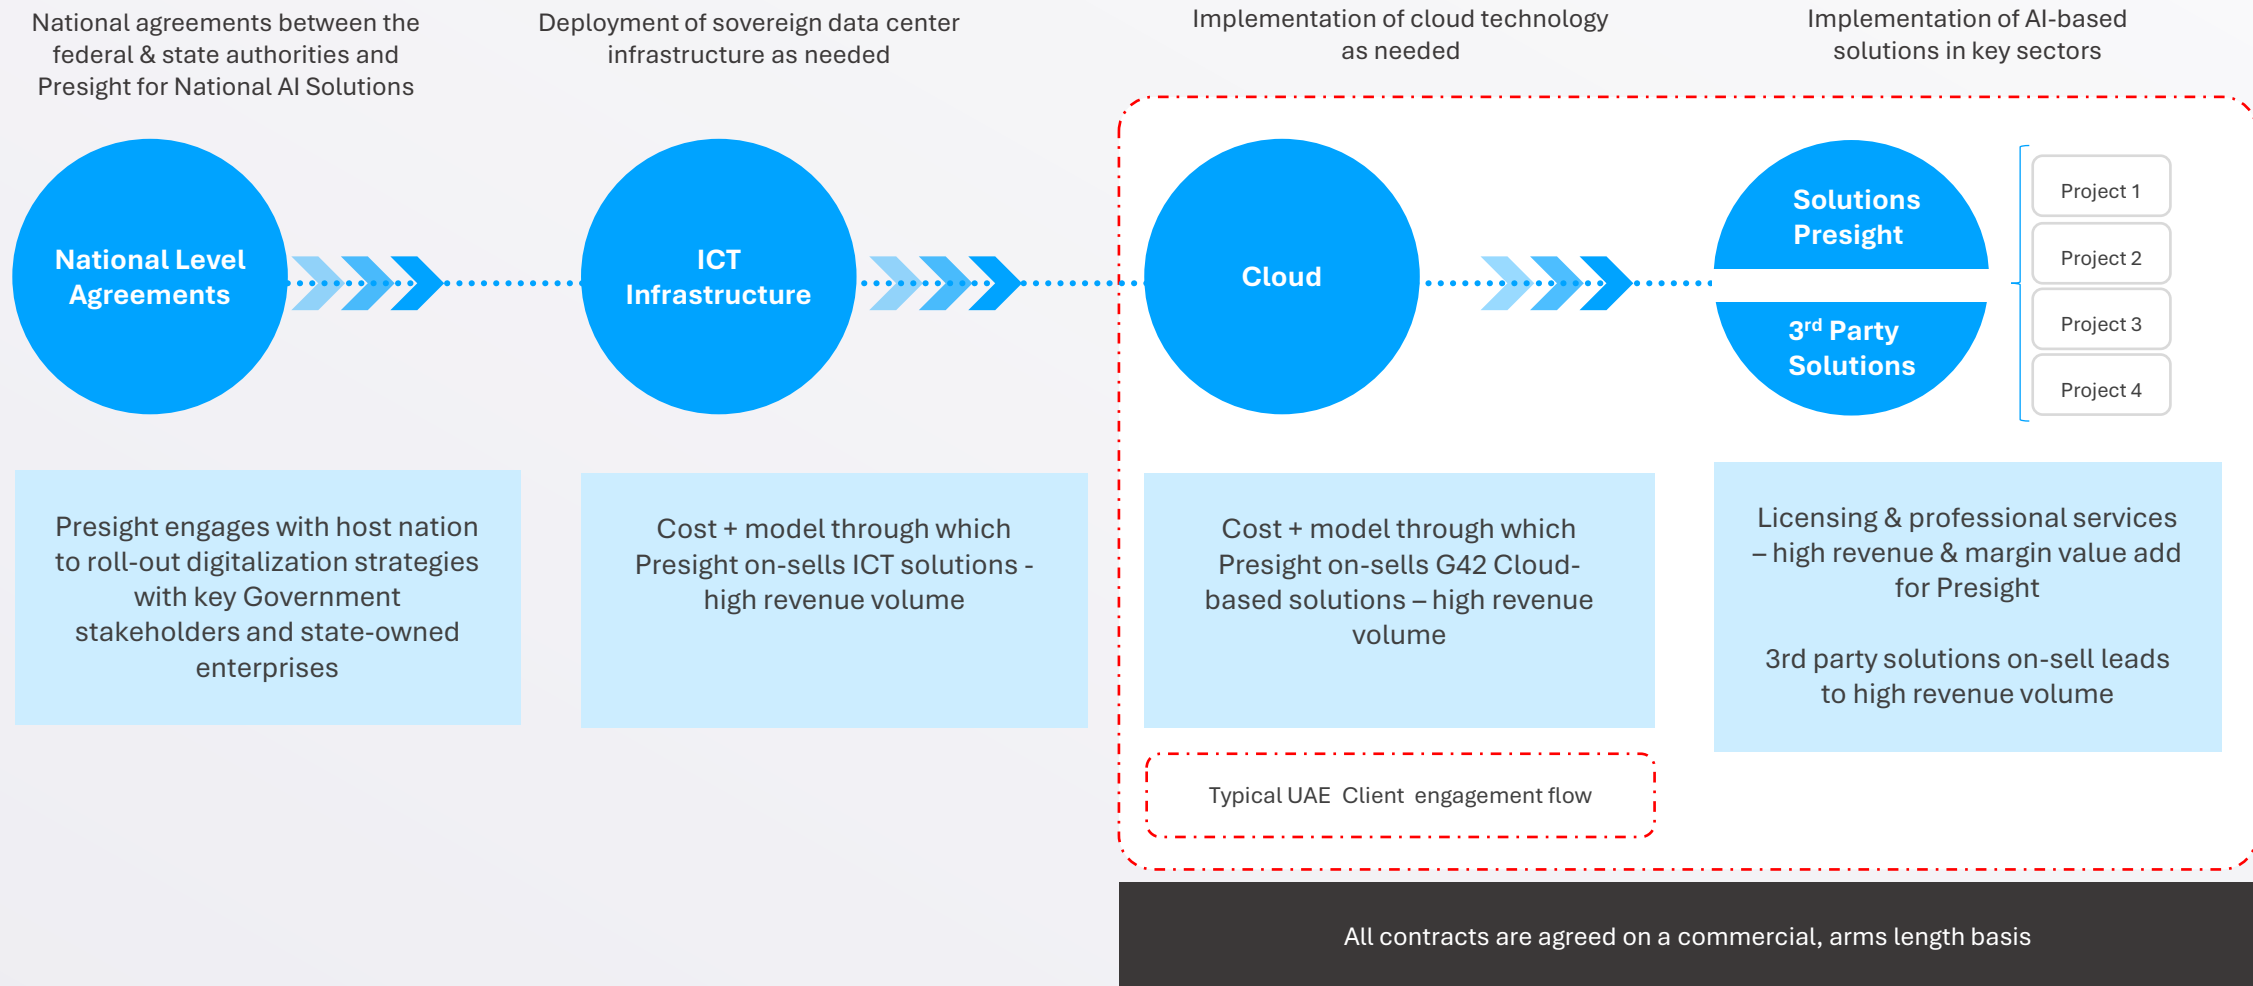 National agreements between the
federal & state authorities and
Presight for National AI Solutions
Deployment of sovereign data center
infrastructure as needed
Implementation of cloud technology
as needed
Implementation of AI-based
solutions in key sectors
National Level
Agreements
ICT
Infrastructure
Cloud
Solutions
Presight
3rd Party
Solutions
Project 1
Project 2
Project 3
Project 4
Presight engages with host nation
to roll-out digitalization strategies
with key Government
stakeholders and state-owned
enterprises
Cost + model through which
Presight on-sells ICT solutions -
high revenue volume
Cost + model through which
Presight on-sells G42 Cloud-
based solutions – high revenue
volume
Licensing & professional services
– high revenue & margin value add
for Presight
3rd party solutions on-sell leads
to high revenue volume
Typical UAE Client engagement flow
All contracts are agreed on a commercial, arms length basis